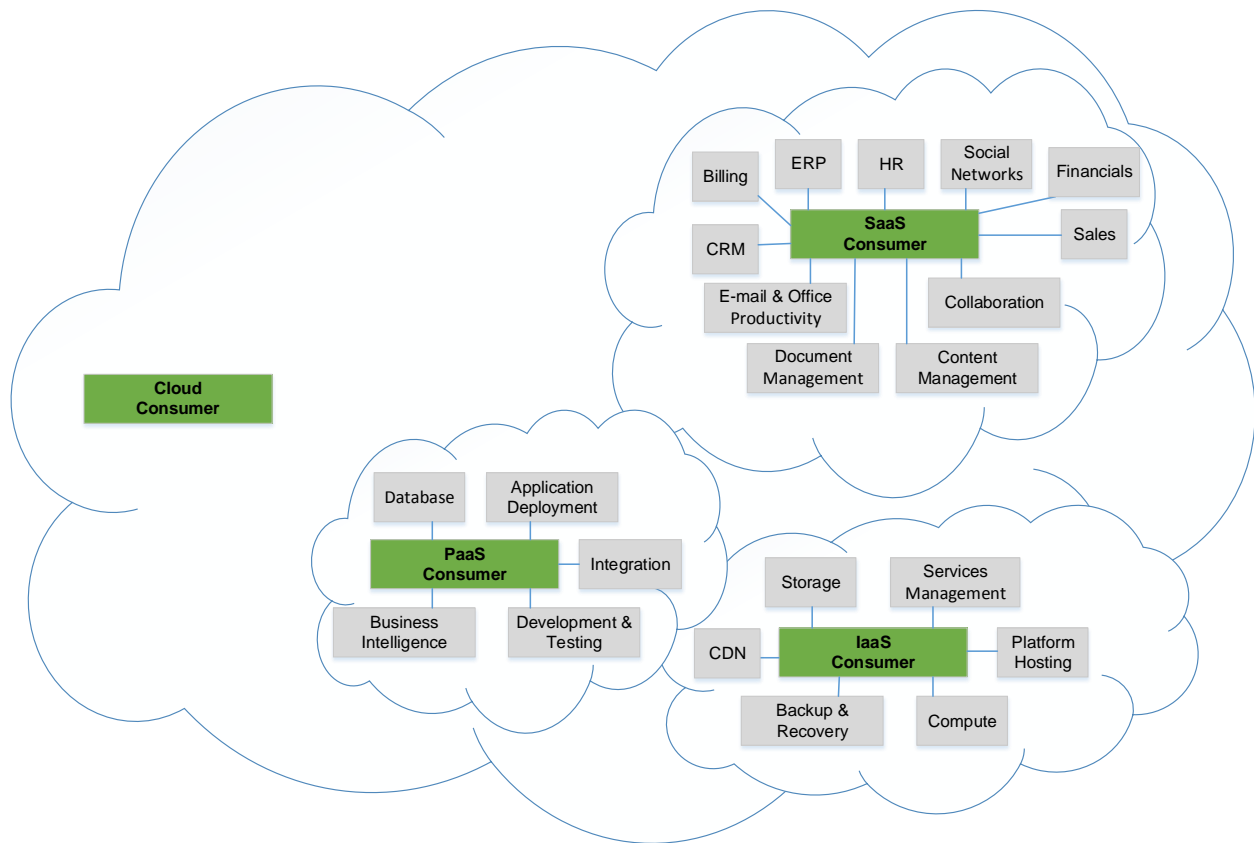 Billing
ERP
HR
Social
Networks
Financials
SaaS
Consumer
CRM
Sales
E-mail & Office
Productivity
Collaboration
Document
Management
Content
Management
Cloud
Consumer
Database
Application
Deployment
PaaS
Consumer
Integration
Business
Intelligence
Development &
Testing
Storage
Services
Management
CDN
IaaS
Consumer
Platform
Hosting
Backup &
Recovery
Compute